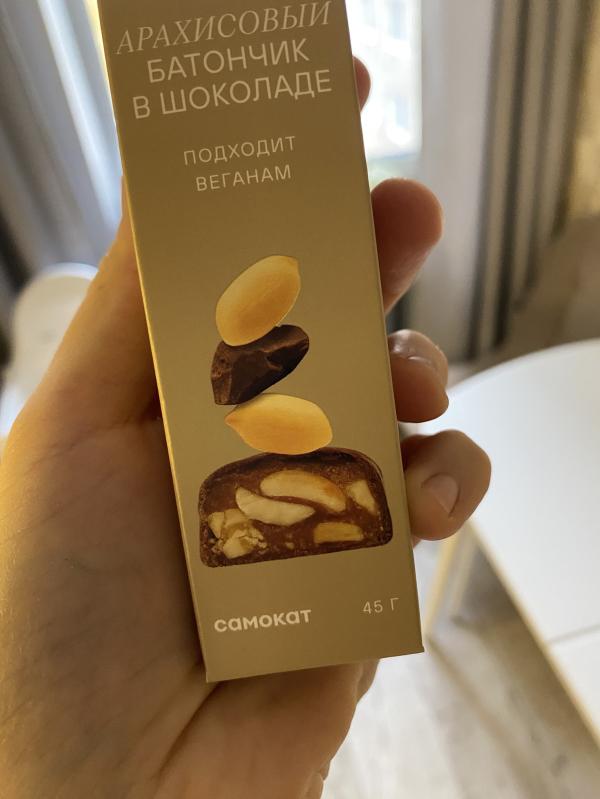 АРАХИСОВЫЙ
БАТОНЧИК
В ШОКОЛАДЕ
ПОДХОДИТ
ВЕГАНАМ
самокат
45 Г